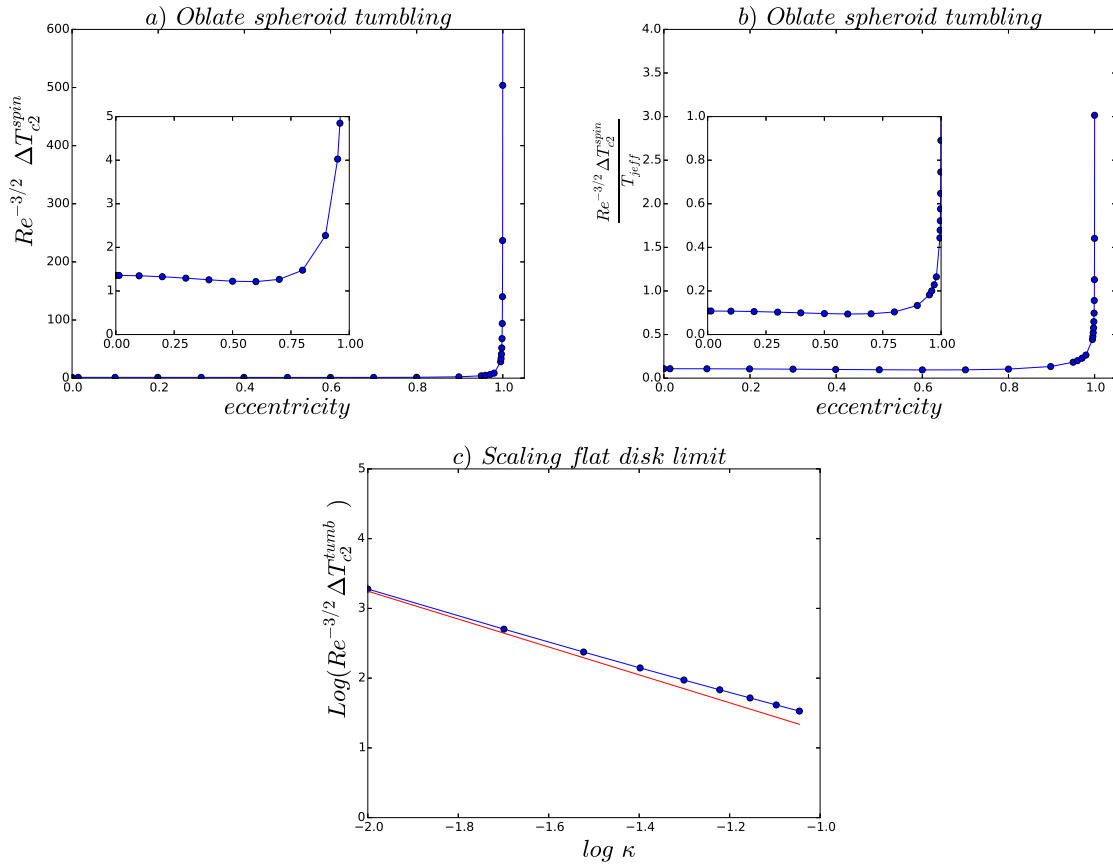 a) Oblate spheroid tumbling
600
500
400
300
200
100
0
Re^{-3/2} ΔT_{c2}^{spin}
5
4
3
2
1
0
0.00 0.25 0.50 0.75 1.00
0.0 0.2 0.4 0.6 0.8 1.0
eccentricity
b) Oblate spheroid tumbling
4.0
3.5
3.0
2.5
2.0
1.5
1.0
0.5
0.0
Re^{-3/2} ΔT_{c2}^{spin}
T_{jeff}
1.0
0.8
0.6
0.4
0.2
0.0
0.00 0.25 0.50 0.75 1.00
0.0 0.2 0.4 0.6 0.8 1.0
eccentricity
c) Scaling flat disk limit
5
4
3
2
1
0
Log(Re^{-3/2} ΔT_{c2}^{tumb})
−2.0 −1.8 −1.6 −1.4 −1.2 −1.0
log κ